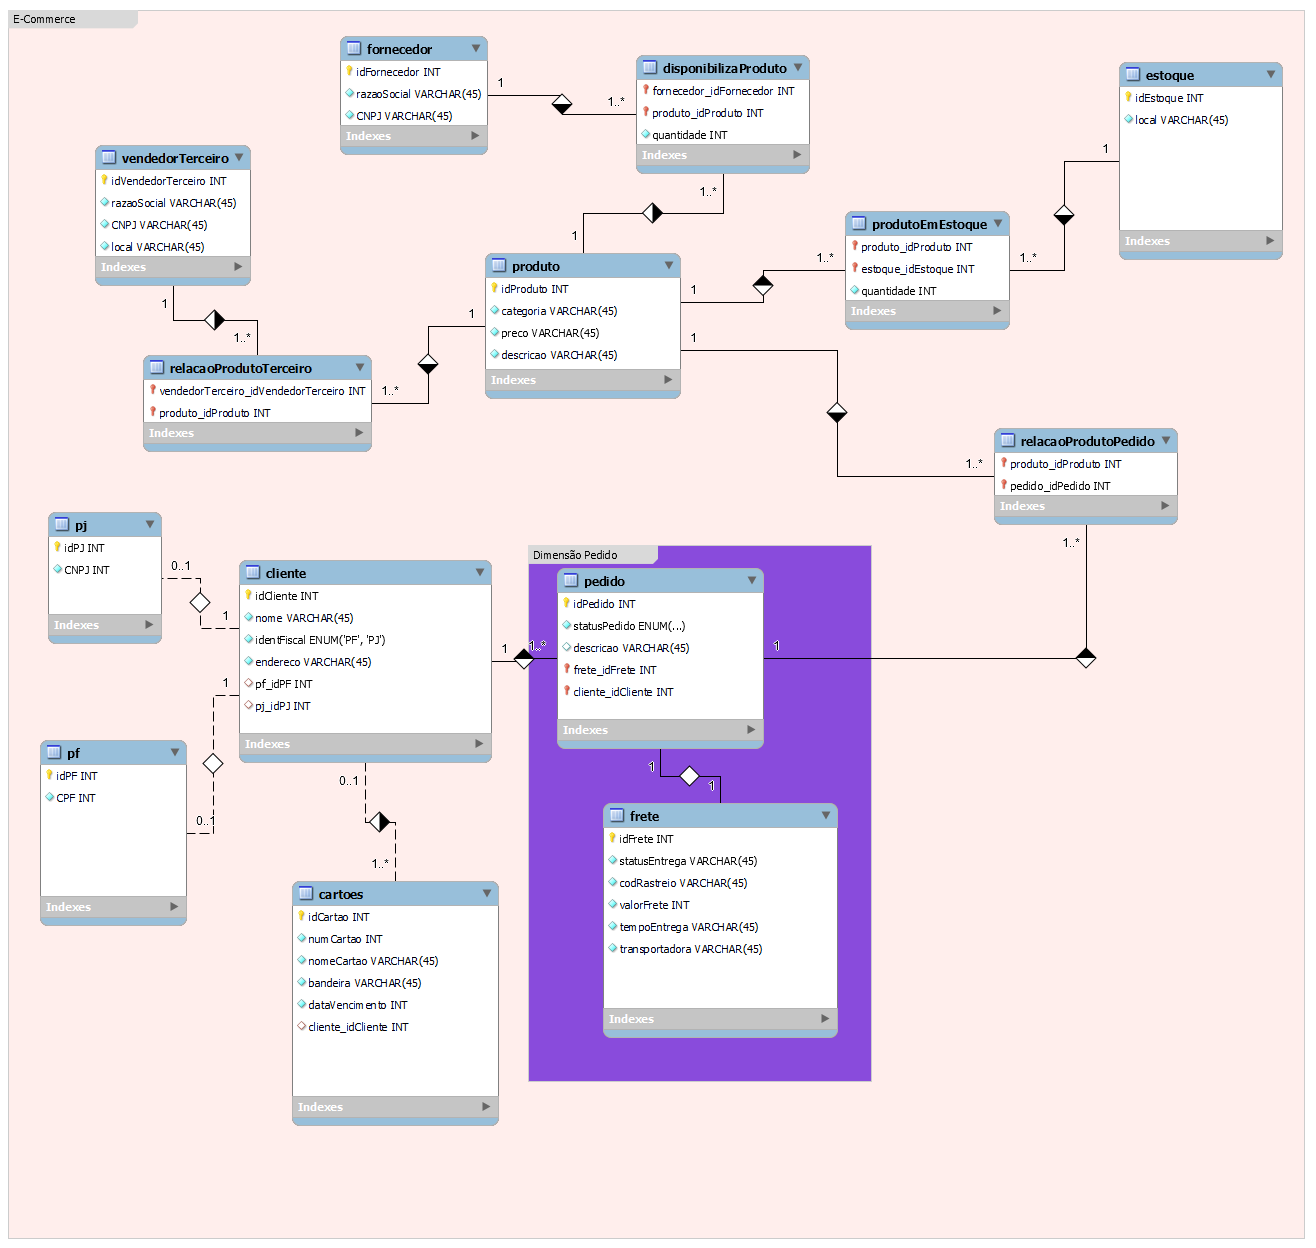 E-Commerce
fornecedor
idFornecedor INT
razaoSocial VARCHAR(45)
CNPJ VARCHAR(45)
Indexes
1
1..*
disponibilizaProduto
fornecedor_idFornecedor INT
produto_idProduto INT
quantidade INT
Indexes
1..*
1
estoque
idEstoque INT
local VARCHAR(45)
Indexes
1
1..*
vendedorTerceiro
idVendedorTerceiro INT
razaoSocial VARCHAR(45)
CNPJ VARCHAR(45)
local VARCHAR(45)
Indexes
1
1..*
produtoEmEstoque
produto_idProduto INT
estoque_idEstoque INT
quantidade INT
Indexes
1..*
1
produto
idProduto INT
categoria VARCHAR(45)
preco VARCHAR(45)
descricao VARCHAR(45)
Indexes
1
1
1..*
relacaoProdutoTerceiro
vendedorTerceiro_idVendedorTerceiro INT
produto_idProduto INT
Indexes
1..*
relacaoProdutoPedido
produto_idProduto INT
pedido_idPedido INT
Indexes
1..*
pj
idPJ INT
CNPJ INT
Indexes
0..1
1
cliente
idCliente INT
nome VARCHAR(45)
identFiscal ENUM('PF', 'PJ')
endereco VARCHAR(45)
pf_idPF INT
pj_idPJ INT
Indexes
1
1..*
Dimensão Pedido
pedido
idPedido INT
statusPedido ENUM(...)
descricao VARCHAR(45)
frete_idFrete INT
cliente_idCliente INT
Indexes
1
1
1
1
pf
idPF INT
CPF INT
Indexes
0..1
0..1
1..*
frete
idFrete INT
statusEntrega VARCHAR(45)
codRastreio VARCHAR(45)
valorFrete INT
tempoEntrega VARCHAR(45)
transportadora VARCHAR(45)
Indexes
cartoes
idCartao INT
numCartao INT
nomeCartao VARCHAR(45)
bandeira VARCHAR(45)
dataVencimento INT
cliente_idCliente INT
Indexes